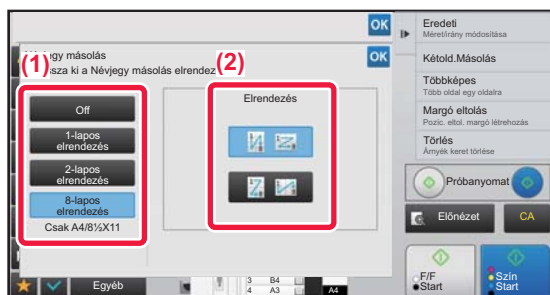 OK
Névjegy másolás
OK
(1)
(2)
ssza ki a Névjegy másolás elrendez
Off
1-lapos
elrendezés
2-lapos
elrendezés
8-lapos
elrendezés
Csak A4/8½X11
Elrendezés
Egyéb
3 B4
4 A3
A4
Eredeti
Méret/irány módosítása
Kétold.Másolás
Többképes
Több oldal egy oldalra
Margó eltolás
Pozíc. eltol. margó létrehozás
Törlés
Árnyék keret törlése
Próbanyomat
Előnézet
CA
F/F
Start
Szín
Start